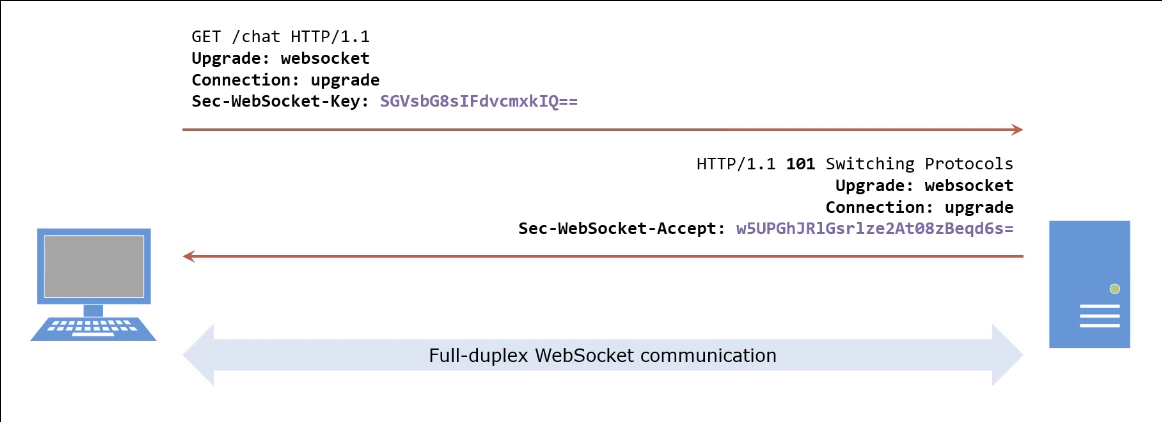 GET /chat HTTP/1.1
Upgrade: websocket
Connection: upgrade
Sec-WebSocket-Key: SGVsbG8sIFdvcmxkIQ==
HTTP/1.1 101 Switching Protocols
Upgrade: websocket
Connection: upgrade
Sec-WebSocket-Accept: w5UPGhJRlGsrlze2At08zBeqd6s=
Full-duplex WebSocket communication